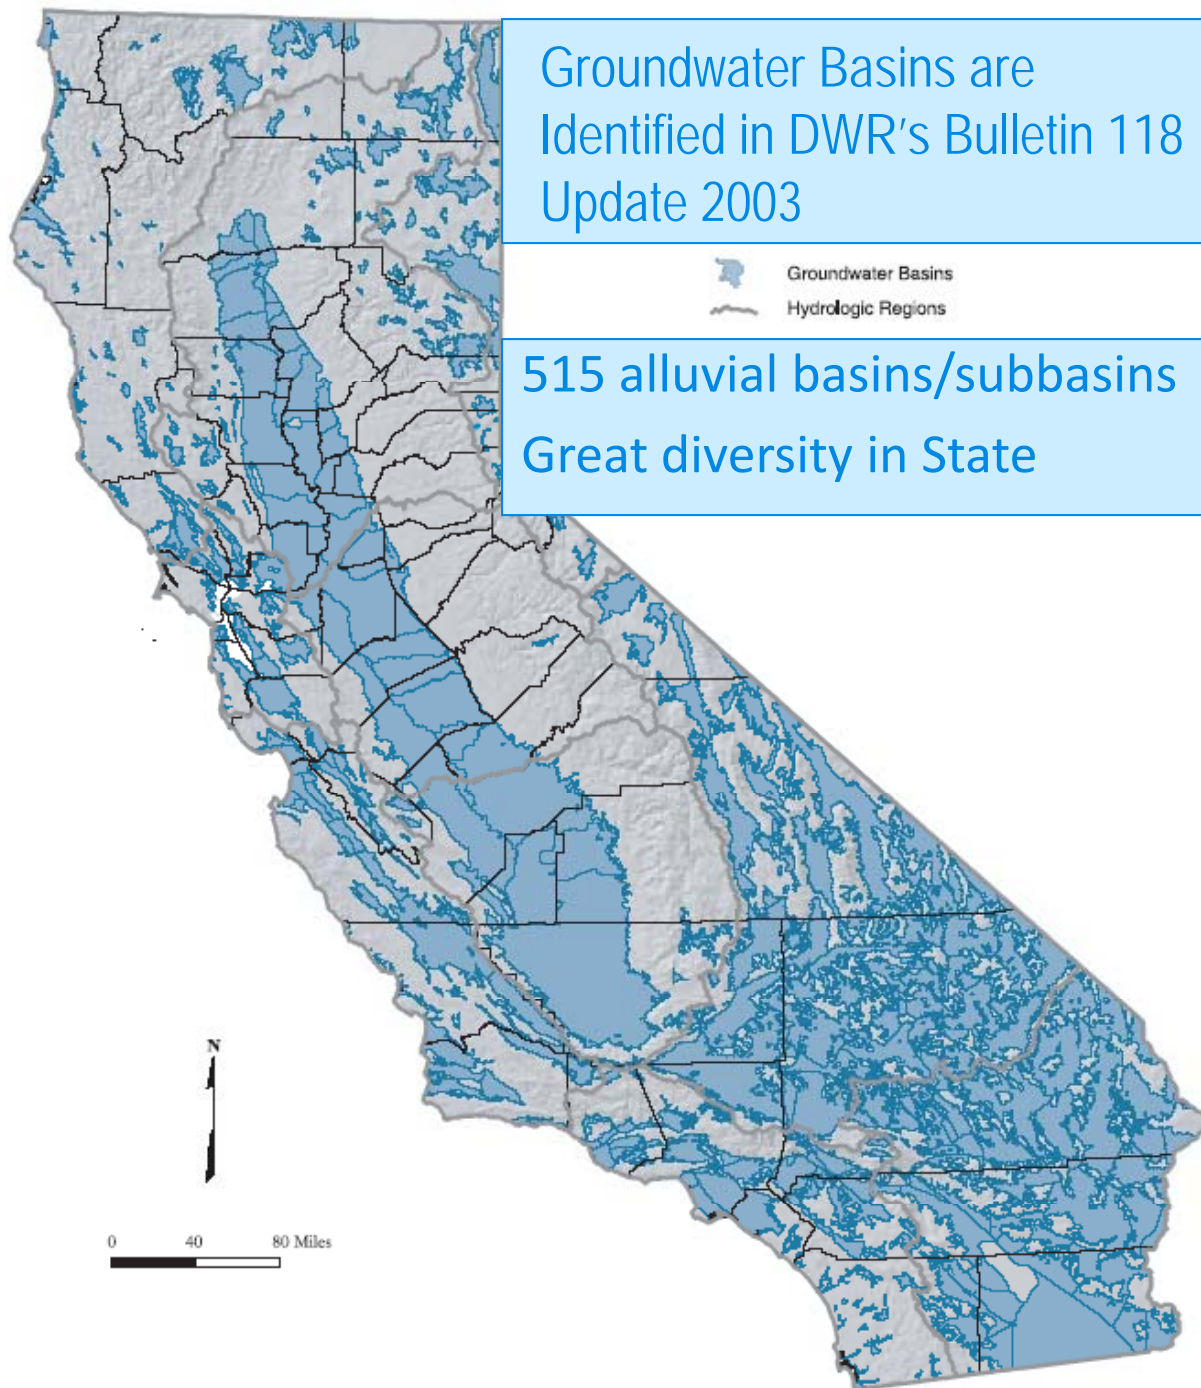 Groundwater Basins are
Identified in DWR's Bulletin 118
Update 2003
Groundwater Basins
Hydrologic Regions
515 alluvial basins/subbasins
Great diversity in State
N
0 40 80 Miles